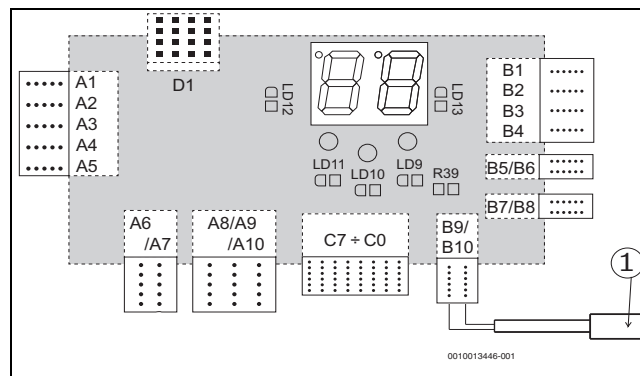 D1
LD12
LD13
A1
A2
A3
A4
A5
B1
B2
B3
B4
LD11
LD10
LD9
R39
B5/B6
B7/B8
A6
/A7
A8/A9
/A10
C7 ÷ C0
B9/
B10
1
0010013446-001